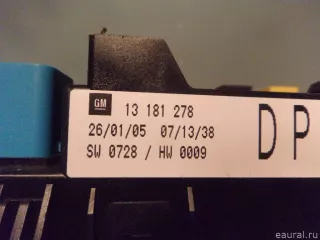 GM 13 181 278
26/01/05 07/13/38
SW 0728 / HW 0009
DP
eaural.ru